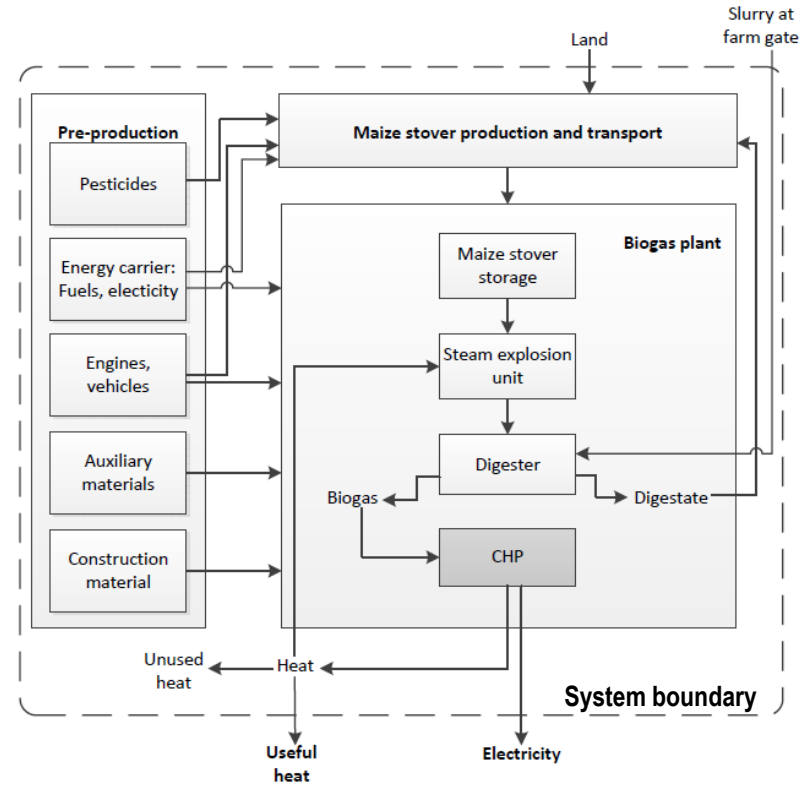 Slurry at
farm gate
Land
Pre-production
Maize stover production and transport
Pesticides
Biogas plant
Energy carrier:
Fuels, electicity
Maize stover
storage
Engines,
vehicles
Steam explosion
unit
Auxiliary
materials
Digester
Biogas
Digestate
Construction
material
CHP
Unused
heat
Heat
System boundary
Useful
heat
Electricity